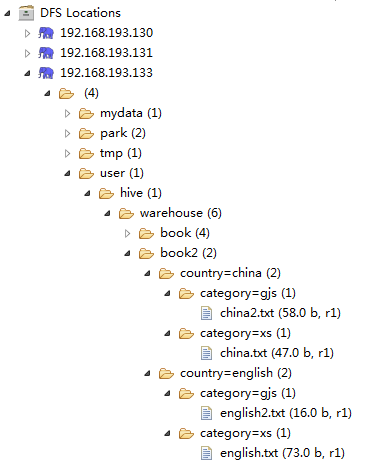 DFS Locations
192.168.193.130
192.168.193.131
192.168.193.133
(4)
mydata (1)
park (2)
tmp (1)
user (1)
hive (1)
warehouse (6)
book (4)
book2 (2)
country=china (2)
category=gjs (1)
china2.txt (58.0 b, r1)
category=xs (1)
china.txt (47.0 b, r1)
country=english (2)
category=gjs (1)
english2.txt (16.0 b, r1)
category=xs (1)
english.txt (73.0 b, r1)